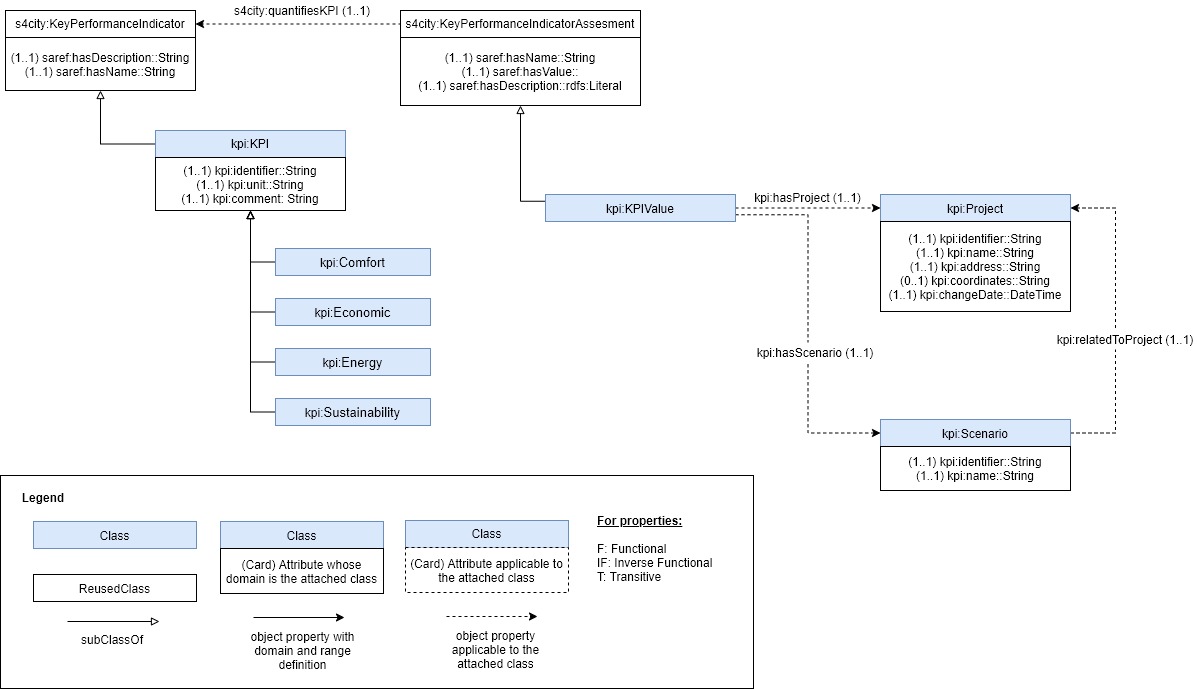 s4city:quantifiesKPI (1..1)
s4city:KeyPerformanceIndicator
(1..1) saref:hasDescription::String
(1..1) saref:hasName::String
s4city:KeyPerformanceIndicatorAssesment
(1..1) saref:hasName::String
(1..1) saref:hasValue::
(1..1) saref:hasDescription::rdfs:Literal
kpi:KPI
(1..1) kpi:identifier::String
(1..1) kpi:unit::String
(1..1) kpi:comment: String
kpi:Comfort
kpi:Economic
kpi:Energy
kpi:Sustainability
kpi:KPIValue
kpi:hasProject (1..1)
kpi:Project
(1..1) kpi:identifier::String
(1..1) kpi:name::String
(1..1) kpi:address::String
(0..1) kpi:coordinates::String
(1..1) kpi:changeDate::DateTime
kpi:hasScenario (1..1)
kpi:relatedToProject (1..1)
kpi:Scenario
(1..1) kpi:identifier::String
(1..1) kpi:name::String
Legend
Class
ReusedClass
subClassOf
Class
(Card) Attribute whose
domain is the attached class
object property with
domain and range
definition
Class
(Card) Attribute applicable to
the attached class
object property
applicable to the
attached class
For properties:
F: Functional
IF: Inverse Functional
T: Transitive